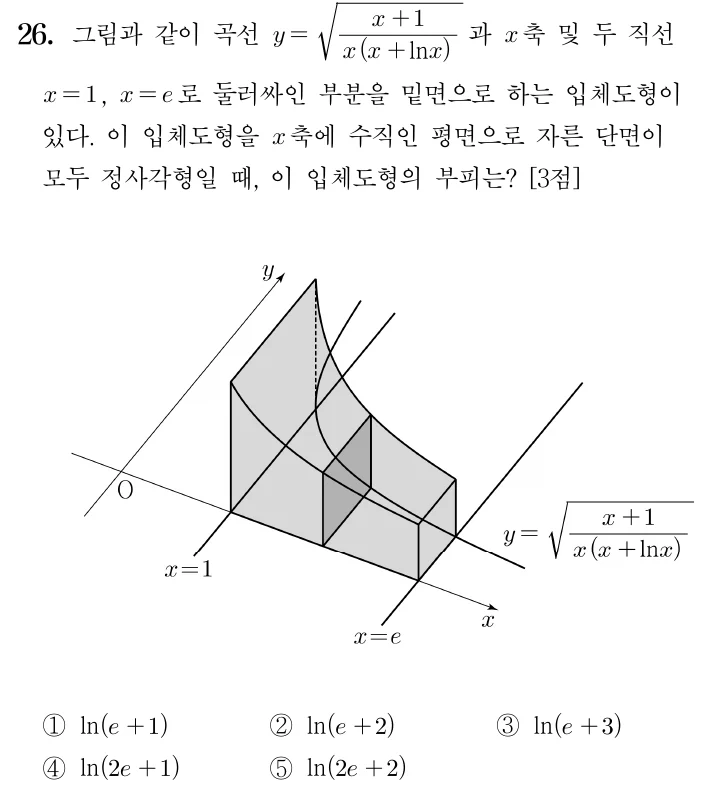 26. 그림과 같이 곡선 y=√((x+1)/(x(x+lnx))) 과 x축 및 두 직선
x=1, x=e로 둘러싸인 부분을 밑면으로 하는 입체도형이
있다. 이 입체도형을 x축에 수직인 평면으로 자른 단면이
모두 정사각형일 때, 이 입체도형의 부피는? [3점]
y
O
y=√((x+1)/(x(x+lnx)))
x=1
x
x=e
① ln(e+1) ② ln(e+2) ③ ln(e+3)
④ ln(2e+1) ⑤ ln(2e+2)